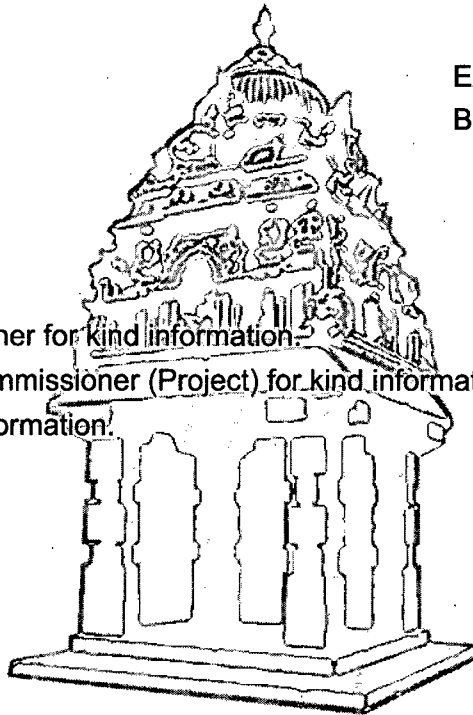 E
B
ner for kind information.
mmissioner (Project) for kind informat
ormation.